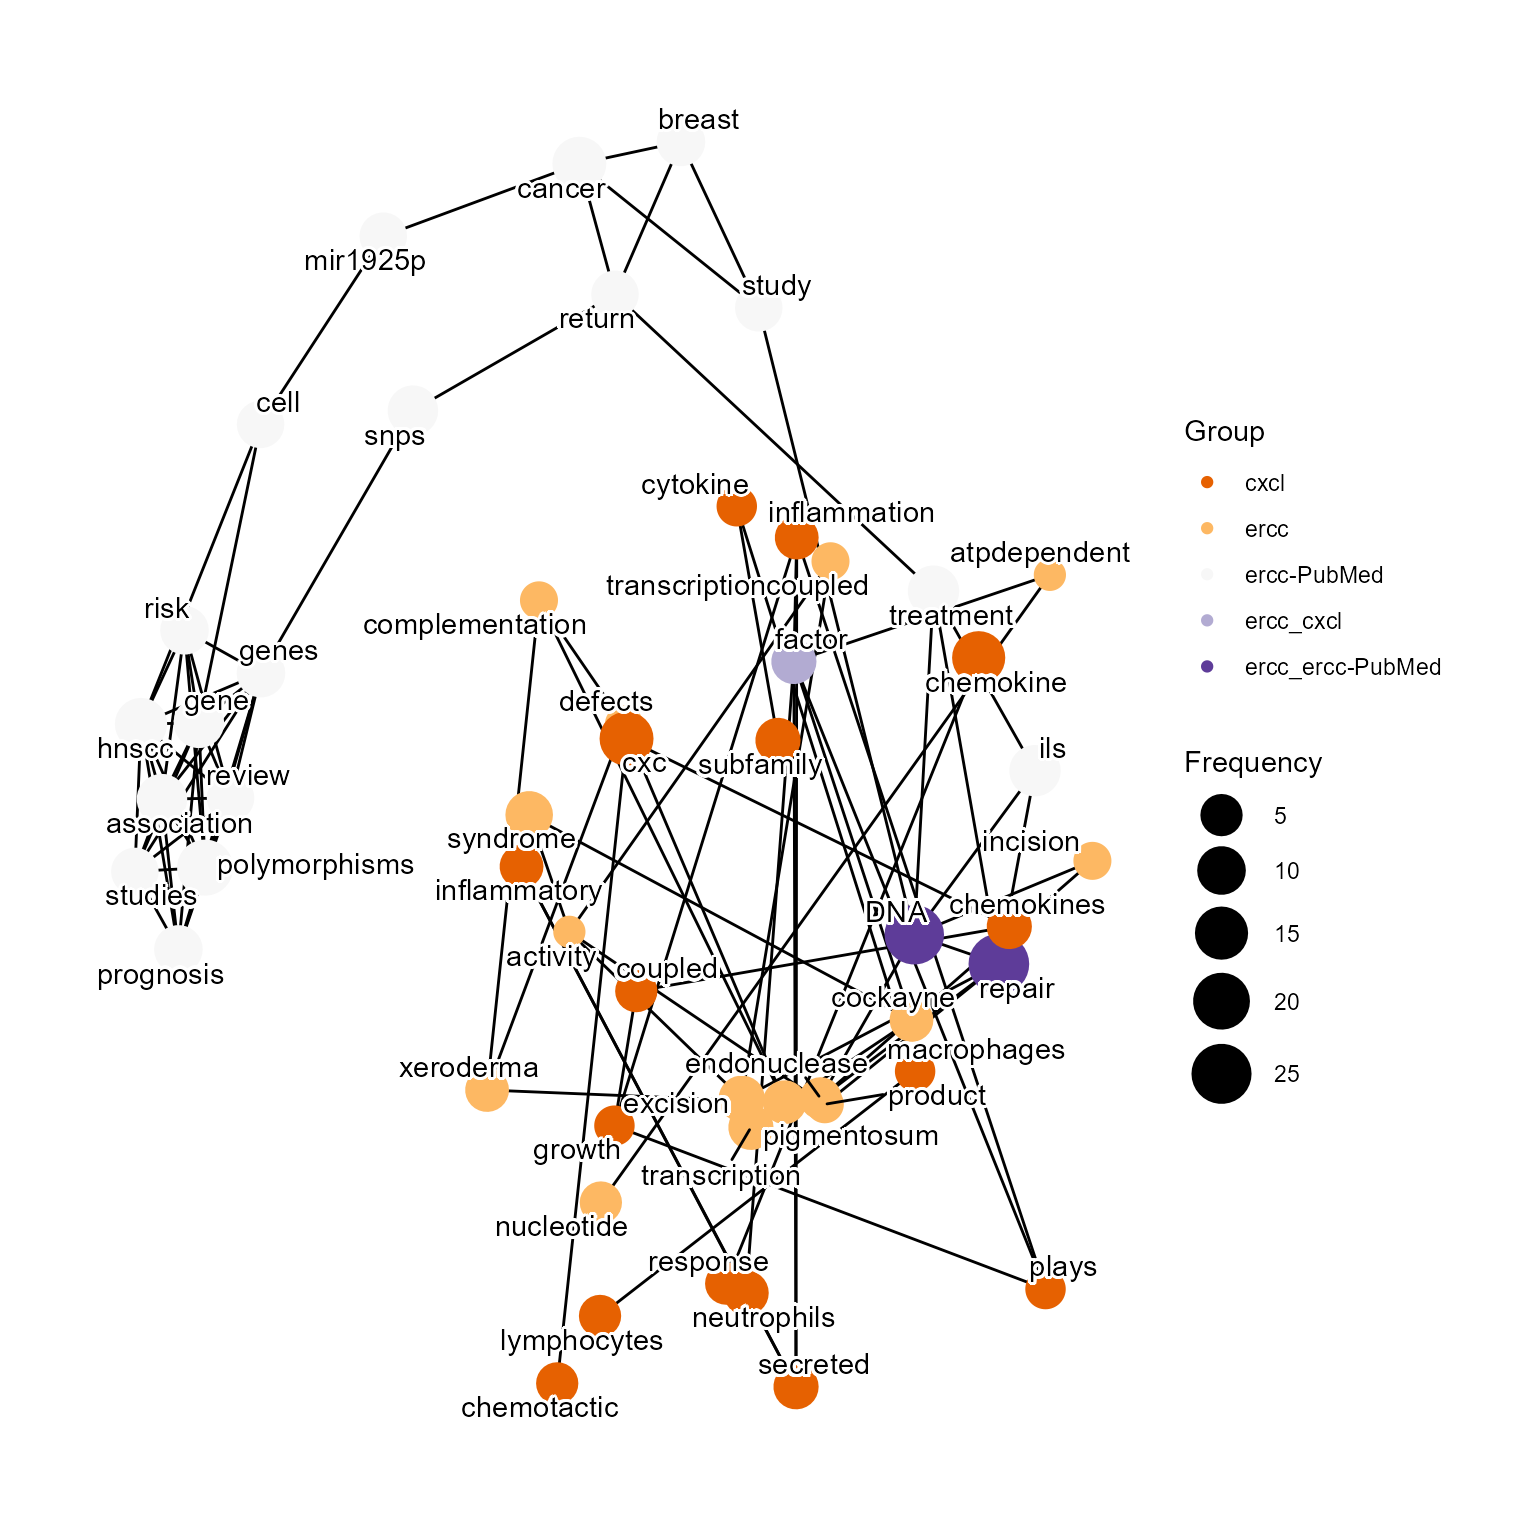 breast
cancer
mir1925p
study
return
cell
snps
Group
cytokine
cxcl
inflammation
ercc
atpdependent
transcriptioncoupled
ercc-PubMed
risk
treatment
complementation
ercc_cxcl
factor
genes
ercc_ercc-PubMed
chemokine
gene
defects
hnscc
ils
cxc
subfamily
Frequency
review
5
association
syndrome
incision
polymorphisms
10
inflammatory
studies
chemokines
DNA
15
activity
coupled
prognosis
repair
cockayne
20
macrophages
endonuclease
xeroderma
25
product
excision
pigmentosum
growth
transcription
nucleotide
response
plays
neutrophils
lymphocytes
secreted
chemotactic